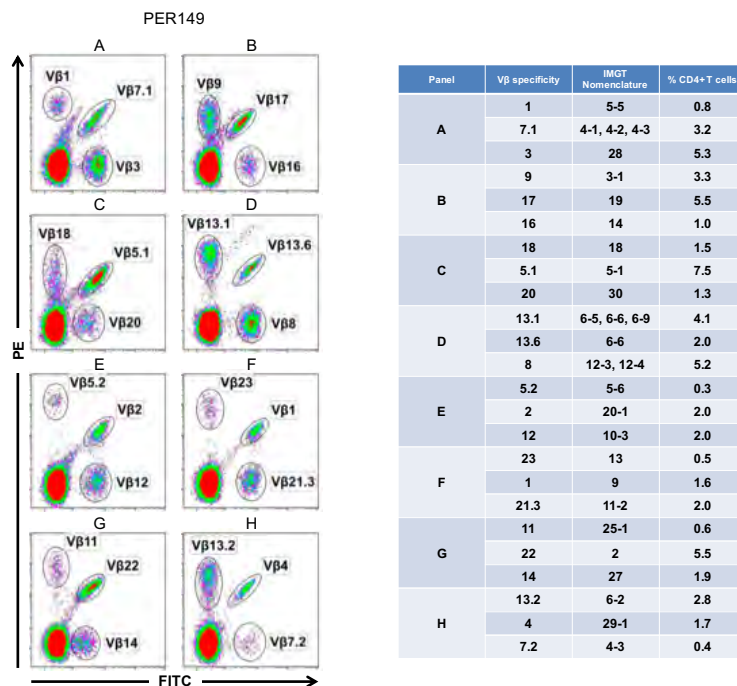 PER149
A
Vβ1
Vβ7.1
Vβ3
B
Vβ9
Vβ17
Vβ16
C
Vβ18
Vβ5.1
Vβ20
D
Vβ13.1
Vβ13.6
Vβ8
E
Vβ5.2
Vβ2
Vβ12
F
Vβ23
Vβ1
Vβ21.3
G
Vβ11
Vβ22
Vβ14
H
Vβ13.2
Vβ4
Vβ7.2
PE
FITC
Panel Vβ specificity IMGT Nomenclature % CD4+ T cells
A 1 5-5 0.8
7.1 4-1, 4-2, 4-3 3.2
3 28 5.3
B 9 3-1 3.3
17 19 5.5
16 14 1.0
C 18 18 1.5
5.1 5-1 7.5
20 30 1.3
D 13.1 6-5, 6-6, 6-9 4.1
13.6 6-6 2.0
8 12-3, 12-4 5.2
E 5.2 5-6 0.3
2 20-1 2.0
12 10-3 2.0
F 23 13 0.5
1 9 1.6
21.3 11-2 2.0
G 11 25-1 0.6
22 2 5.5
14 27 1.9
H 13.2 6-2 2.8
4 29-1 1.7
7.2 4-3 0.4